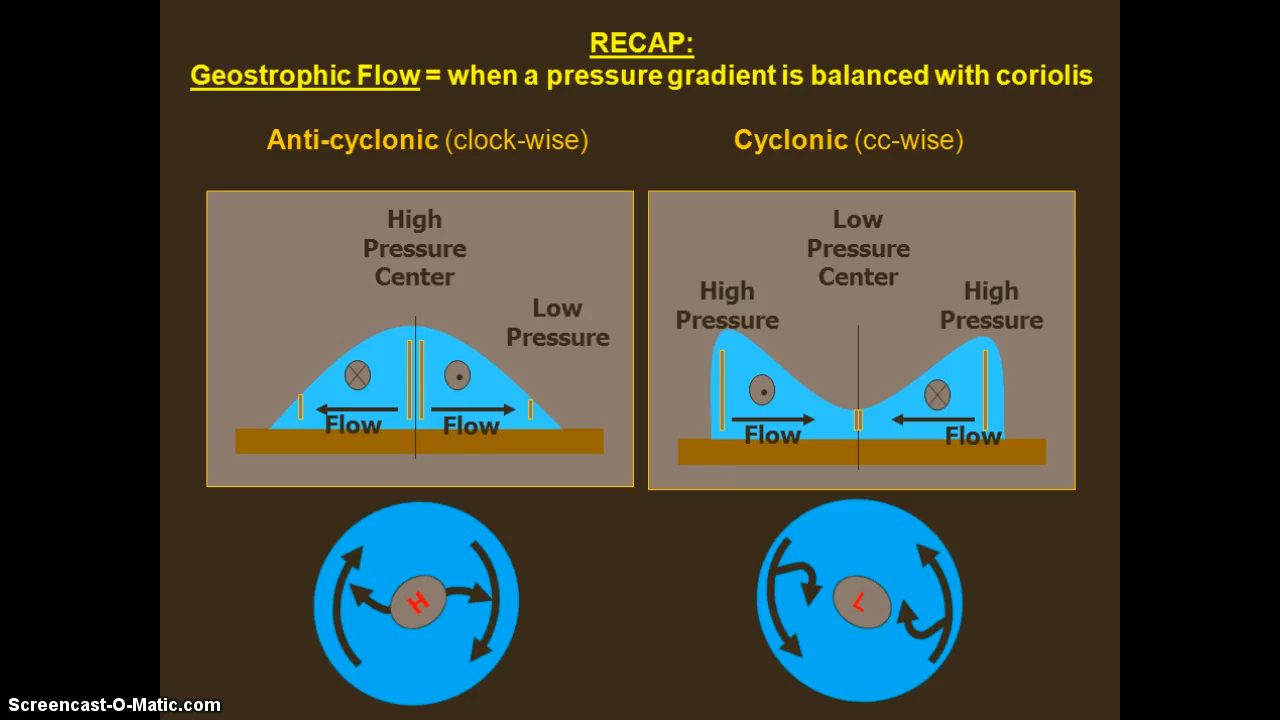 RECAP:
Geostrophic Flow = when a pressure gradient is balanced with coriolis
Anti-cyclonic (clock-wise)
Cyclonic (cc-wise)
High
Pressure
Center
Low
Pressure
Flow
Flow
Low
Pressure
Center
High
Pressure
High
Pressure
Flow
Flow
H
L
Screencast-O-Matic.com